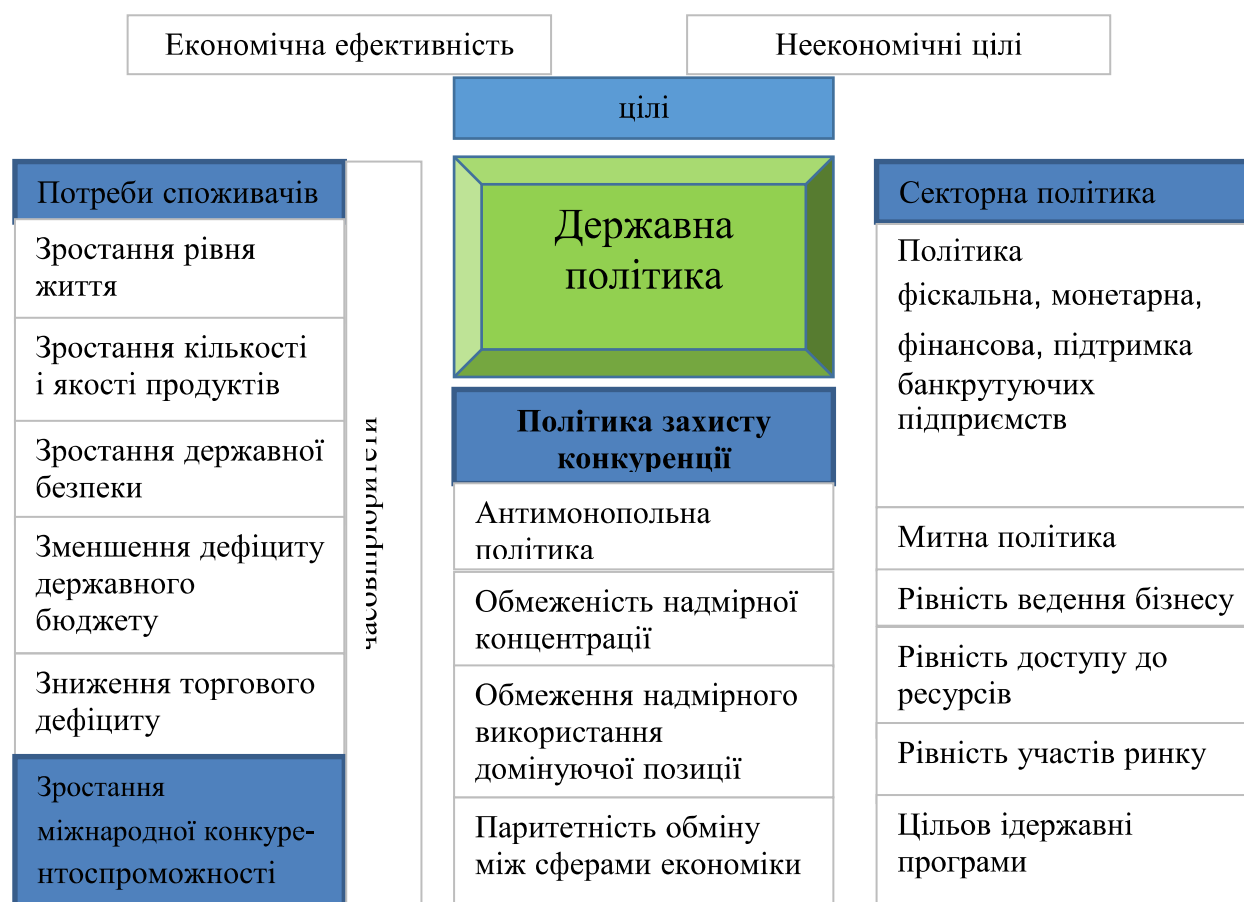 Економічна ефективність
Неекономічні цілі
цілі
Потреби споживачів
Зростання рівня
життя
Зростання кількості
і якості продуктів
Зростання державної
безпеки
Зменшення дефіциту
державного
бюджету
Зниження торгового
дефіциту
Зростання
міжнародної конкуре-
нтоспроможності
часовіпріоритети
Державна
політика
Політика захисту
конкуренції
Антимонопольна
політика
Обмеженість надмірної
концентрації
Обмеження надмірного
використання
домінуючої позиції
Паритетність обміну
між сферами економіки
Секторна політика
Політика
фіскальна, монетарна,
фінансова, підтримка
банкрутуючих
підприємств
Митна політика
Рівність ведення бізнесу
Рівність доступу до
ресурсів
Рівність участів ринку
Цільов ідержавні
програми